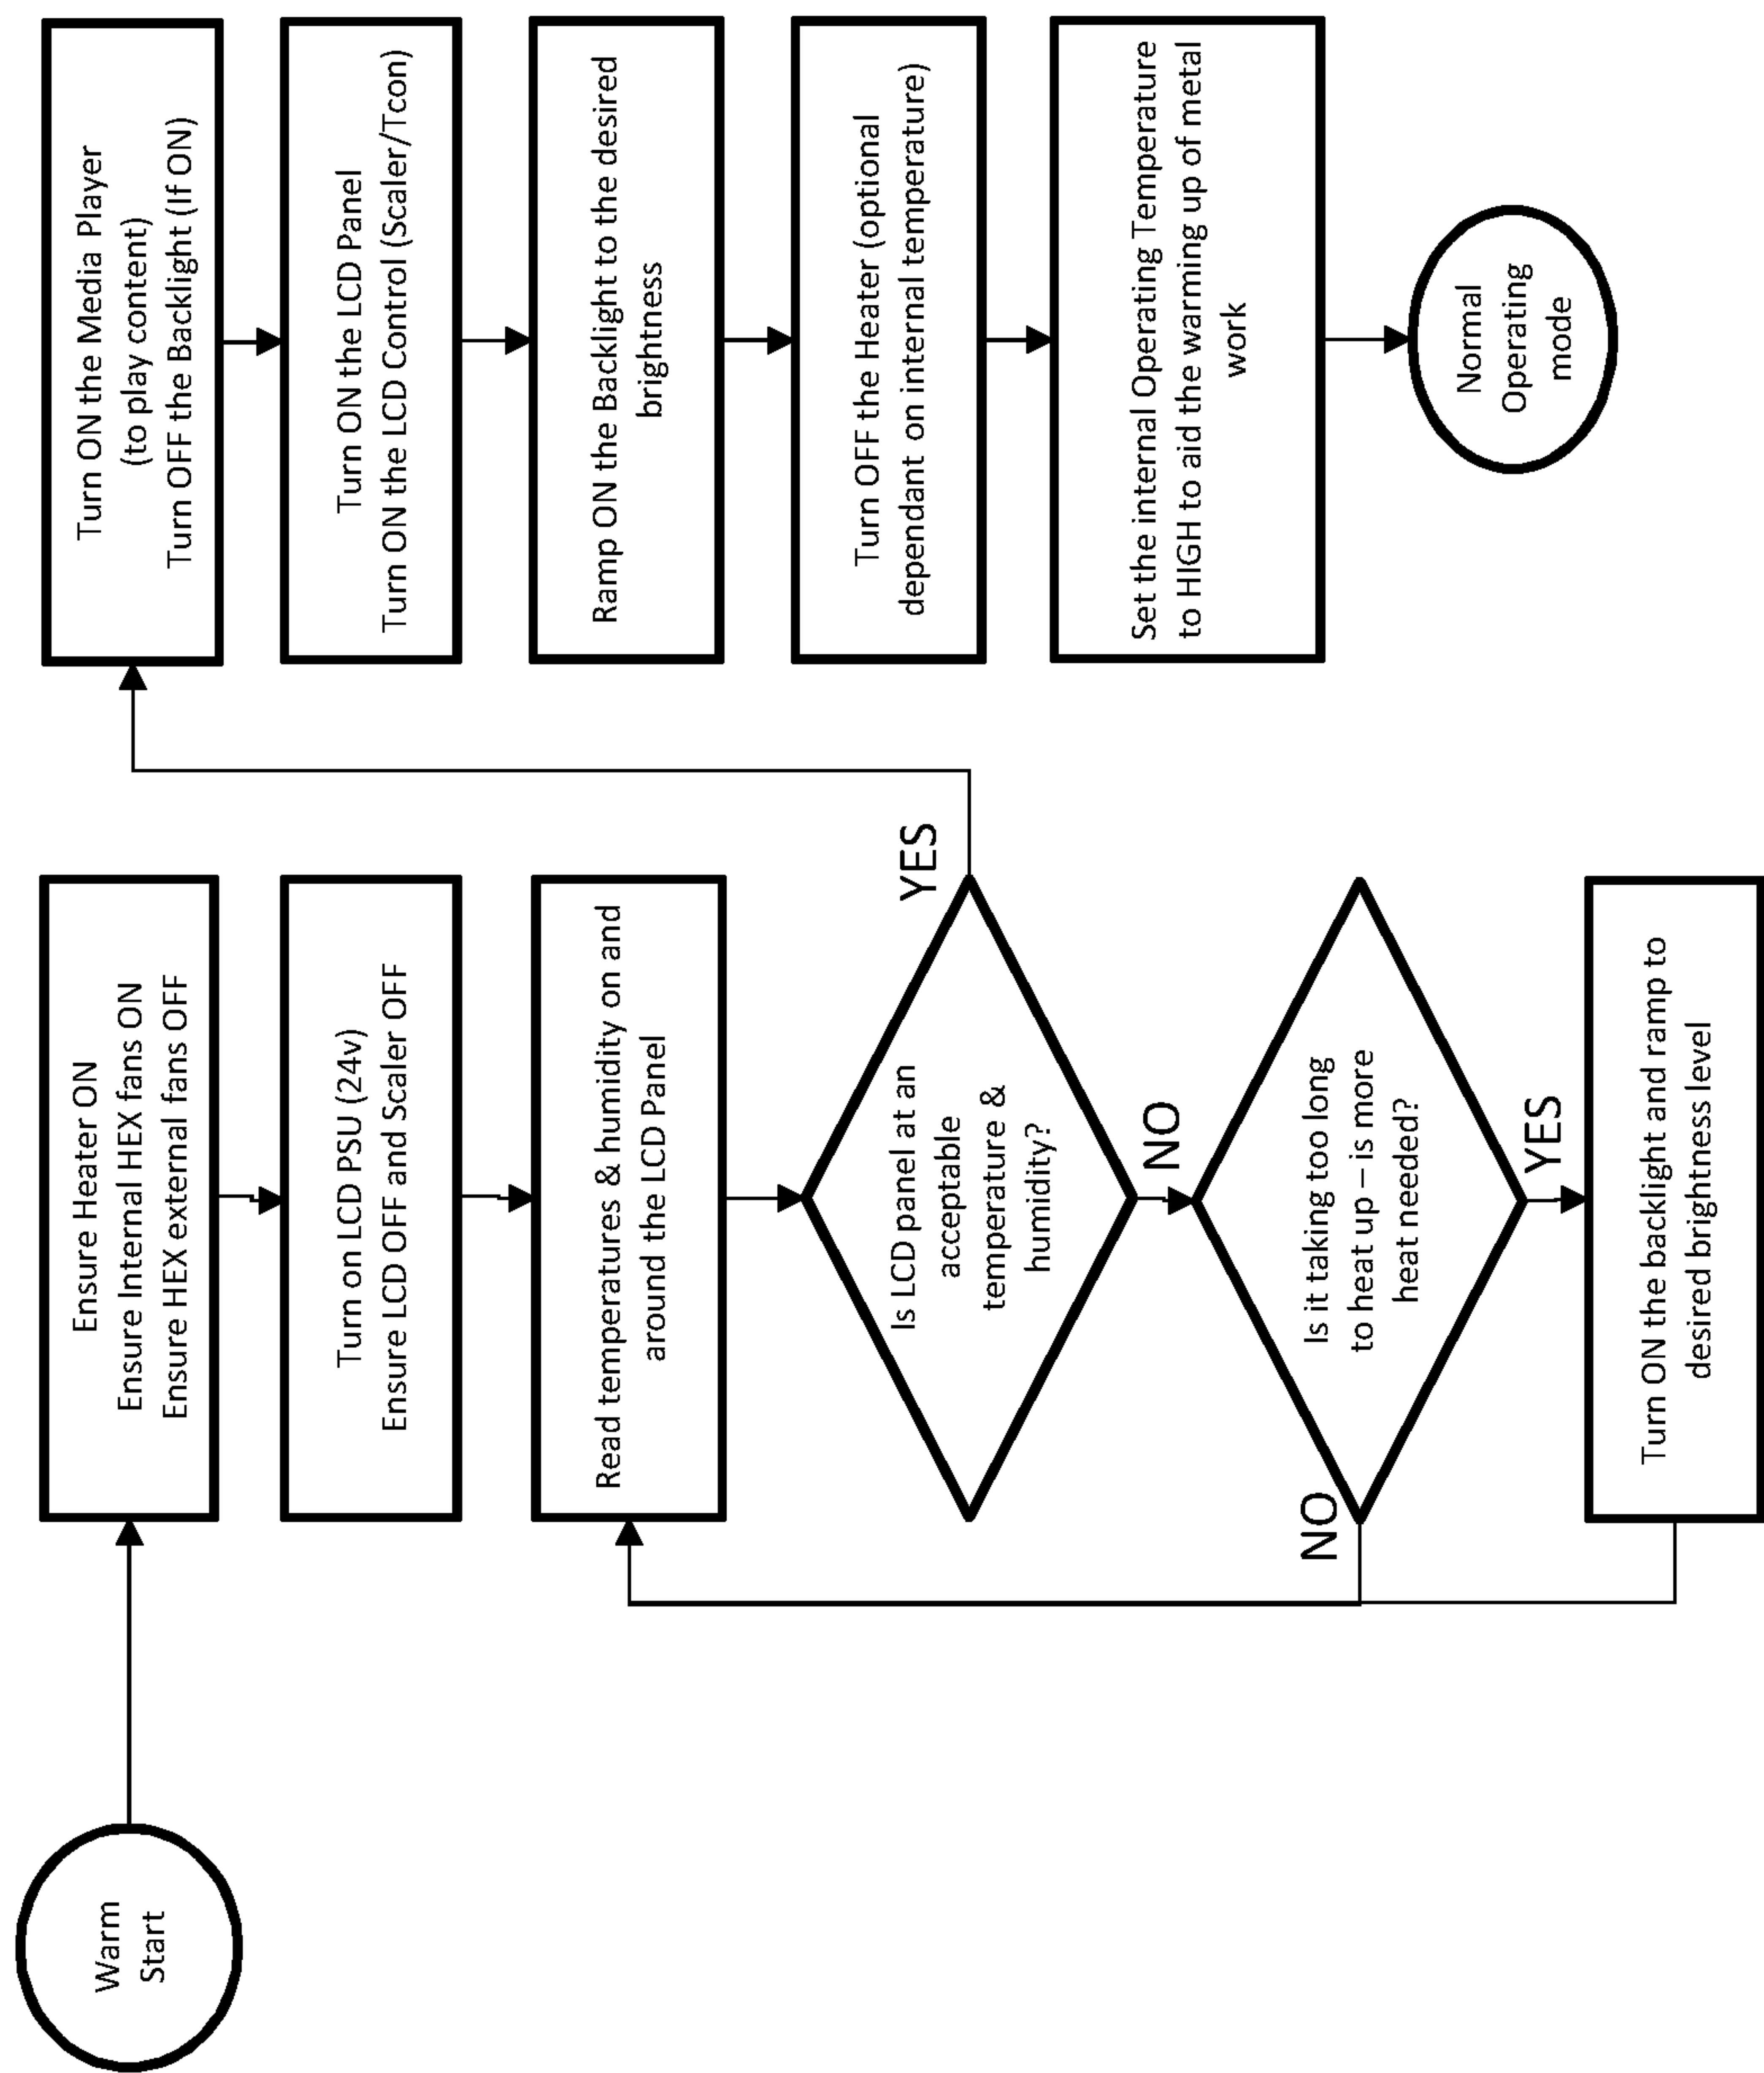 Warm
Start
Ensure Heater ON
Ensure Internal HEX fans ON
Ensure HEX external fans OFF
Turn on LCD PSU (24v)
Ensure LCD OFF and Scaler OFF
Read temperatures & humidity on and
around the LCD Panel
Is LCD panel at an
acceptable
temperature &
humidity?
YES
NO
Is it taking too long
to heat up – is more
heat needed?
NO
YES
Turn ON the backlight and ramp to
desired brightness level
Turn ON the Media Player
(to play content)
Turn OFF the Backlight (If ON)
Turn ON the LCD Panel
Turn ON the LCD Control (Scaler/Tcon)
Ramp ON the Backlight to the desired
brightness
Turn OFF the Heater (optional
dependant on internal temperature)
Set the internal Operating Temperature
to HIGH to aid the warming up of metal
work
Normal
Operating
mode